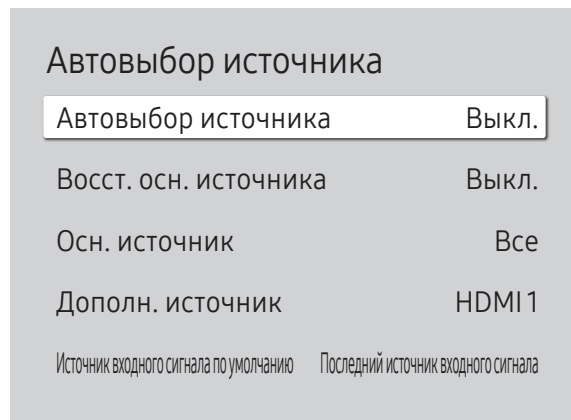 Автовыбор источника
Автовыбор источника Выкл.
Восст. осн. источника Выкл.
Осн. источник Все
Дополн. источник HDMI1
Источник входного сигнала по умолчанию Последний источник входного сигнала